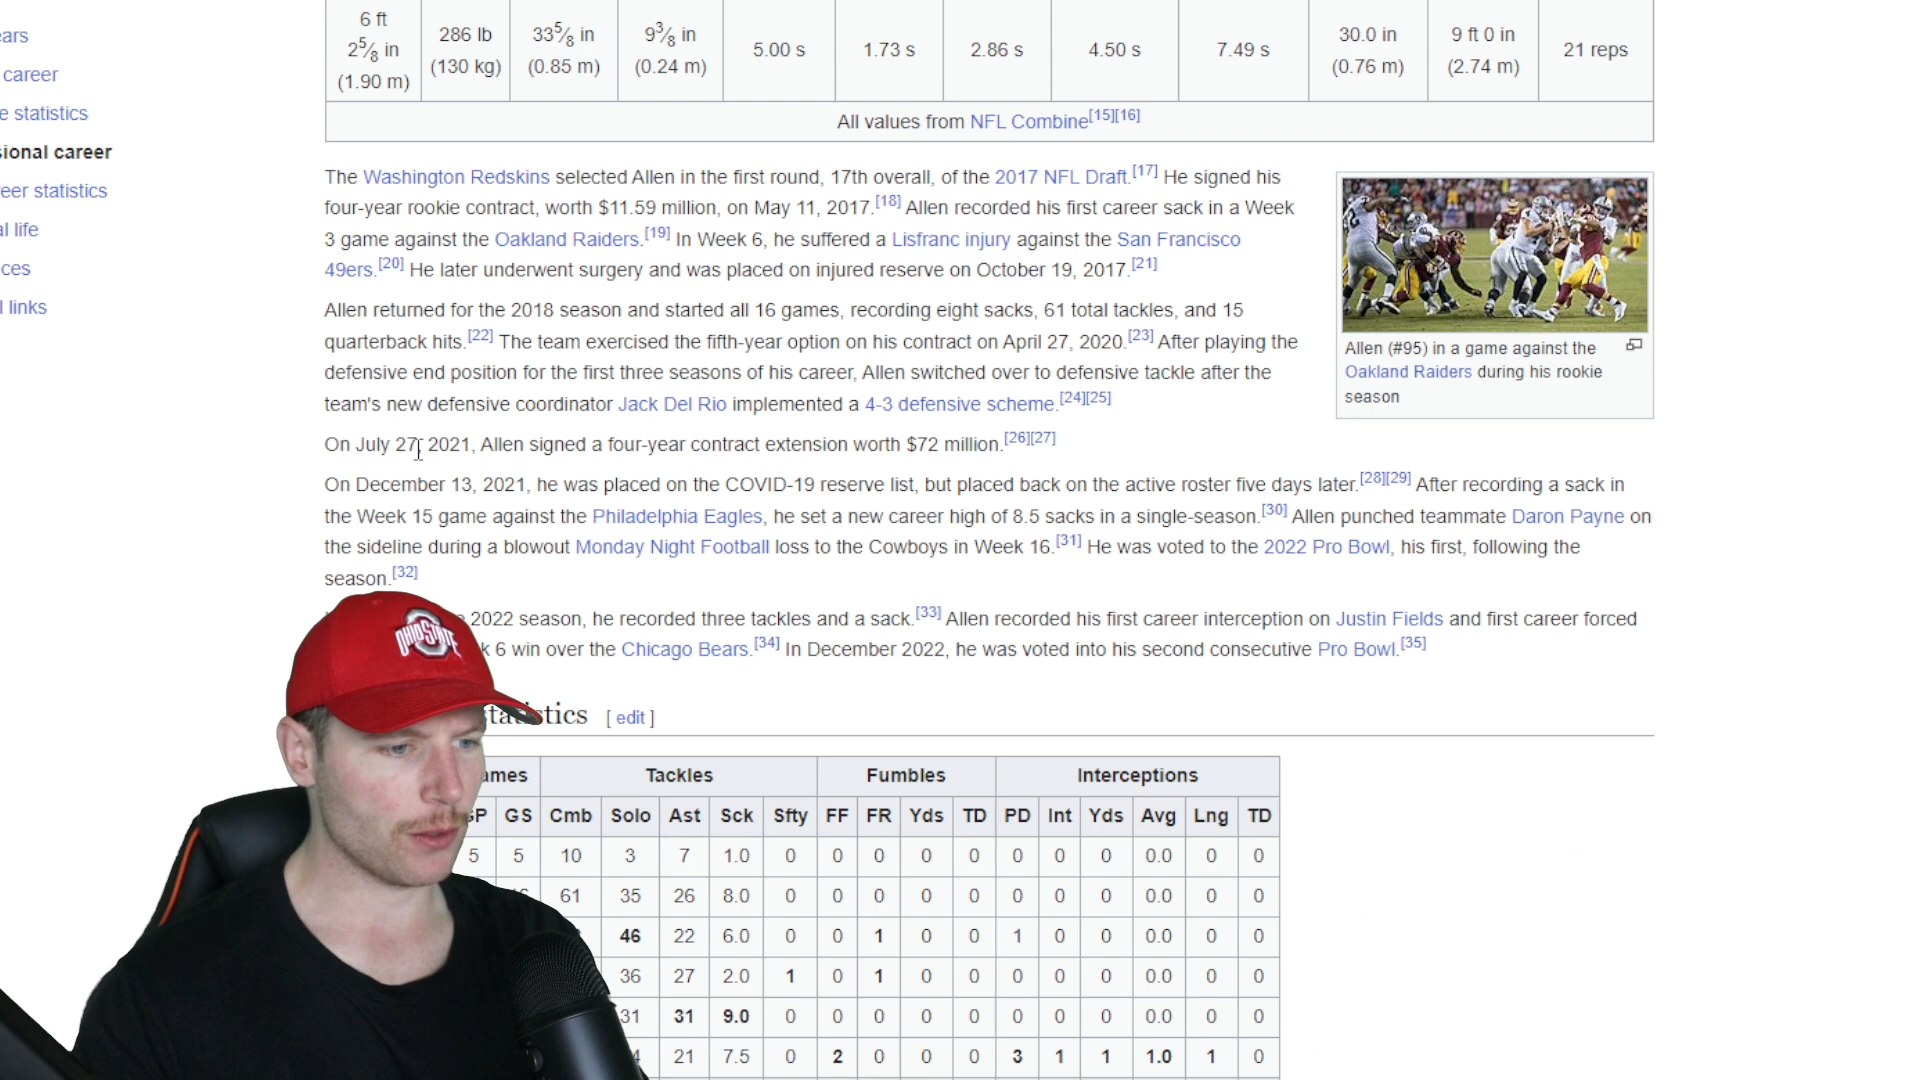 ars
career
e statistics
sional career
eer statistics
al life
ces
l links
6 ft 2⅝ in (1.90 m)
286 lb (130 kg)
33⅝ in (0.85 m)
9⅜ in (0.24 m)
5.00 s
1.73 s
2.86 s
4.50 s
7.49 s
30.0 in (0.76 m)
9 ft 0 in (2.74 m)
21 reps
All values from NFL Combine[15][16]
The Washington Redskins selected Allen in the first round, 17th overall, of the 2017 NFL Draft.[17] He signed his
four-year rookie contract, worth $11.59 million, on May 11, 2017.[18] Allen recorded his first career sack in a Week
3 game against the Oakland Raiders.[19] In Week 6, he suffered a Lisfranc injury against the San Francisco
49ers.[20] He later underwent surgery and was placed on injured reserve on October 19, 2017.[21]
Allen returned for the 2018 season and started all 16 games, recording eight sacks, 61 total tackles, and 15
quarterback hits.[22] The team exercised the fifth-year option on his contract on April 27, 2020.[23] After playing the
defensive end position for the first three seasons of his career, Allen switched over to defensive tackle after the
team's new defensive coordinator Jack Del Rio implemented a 4-3 defensive scheme.[24][25]
Allen (#95) in a game against the
Oakland Raiders during his rookie
season
On July 27, 2021, Allen signed a four-year contract extension worth $72 million.[26][27]
On December 13, 2021, he was placed on the COVID-19 reserve list, but placed back on the active roster five days later.[28][29] After recording a sack in
the Week 15 game against the Philadelphia Eagles, he set a new career high of 8.5 sacks in a single-season.[30] Allen punched teammate Daron Payne on
the sideline during a blowout Monday Night Football loss to the Cowboys in Week 16.[31] He was voted to the 2022 Pro Bowl, his first, following the
season.[32]
2022 season, he recorded three tackles and a sack.[33] Allen recorded his first career interception on Justin Fields and first career forced
k 6 win over the Chicago Bears.[34] In December 2022, he was voted into his second consecutive Pro Bowl.[35]
OHIO STATE
statistics [ edit ]
ames Tackles Fumbles Interceptions
GP GS Cmb Solo Ast Sck Sfty FF FR Yds TD PD Int Yds Avg Lng TD
5 5 10 3 7 1.0 0 0 0 0 0 0 0 0 0.0 0 0
16 61 35 26 8.0 0 0 0 0 0 0 0 0 0.0 0 0
46 22 6.0 0 0 1 0 0 1 0 0 0.0 0 0
36 27 2.0 1 0 1 0 0 0 0 0 0.0 0 0
31 31 9.0 0 0 0 0 0 0 0 0 0.0 0 0
4 21 7.5 0 2 0 0 0 3 1 1 1.0 1 0